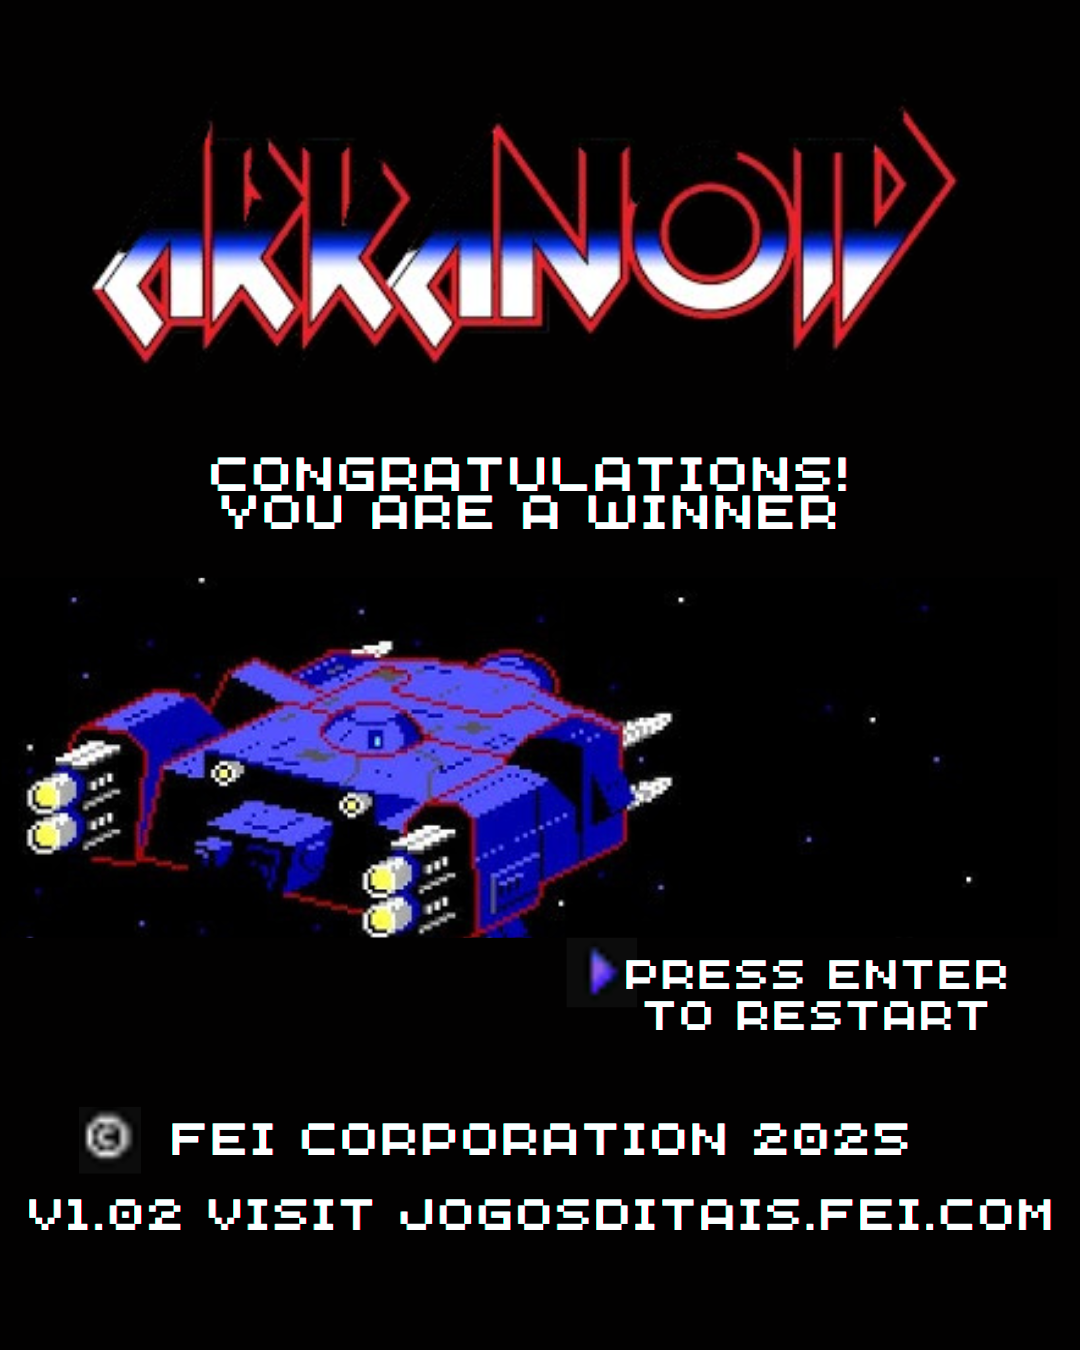 ARKANOID
CONGRATULATIONS!
YOU ARE A WINNER
PRESS ENTER
TO RESTART
© FEI CORPORATION 2025
V1.02 VISIT JOGOSDITAIS.FEI.COM